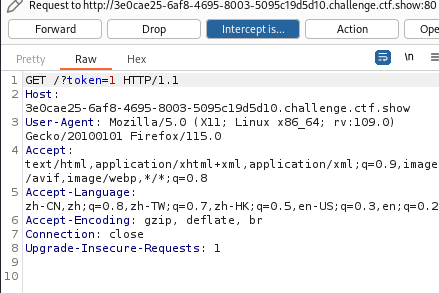 Request to http://3e0cae25-6af8-4695-8003-5095c19d5d10.challenge.ctf.show:80
Forward Drop Intercept is... Action Ope
Pretty Raw Hex \n
1 GET /?token=1 HTTP/1.1
2 Host:
3e0cae25-6af8-4695-8003-5095c19d5d10.challenge.ctf.show
3 User-Agent: Mozilla/5.0 (X11; Linux x86_64; rv:109.0)
Gecko/20100101 Firefox/115.0
4 Accept:
text/html,application/xhtml+xml,application/xml;q=0.9,image
/avif,image/webp,*/*;q=0.8
5 Accept-Language:
zh-CN,zh;q=0.8,zh-TW;q=0.7,zh-HK;q=0.5,en-US;q=0.3,en;q=0.2
6 Accept-Encoding: gzip, deflate, br
7 Connection: close
8 Upgrade-Insecure-Requests: 1
9
10